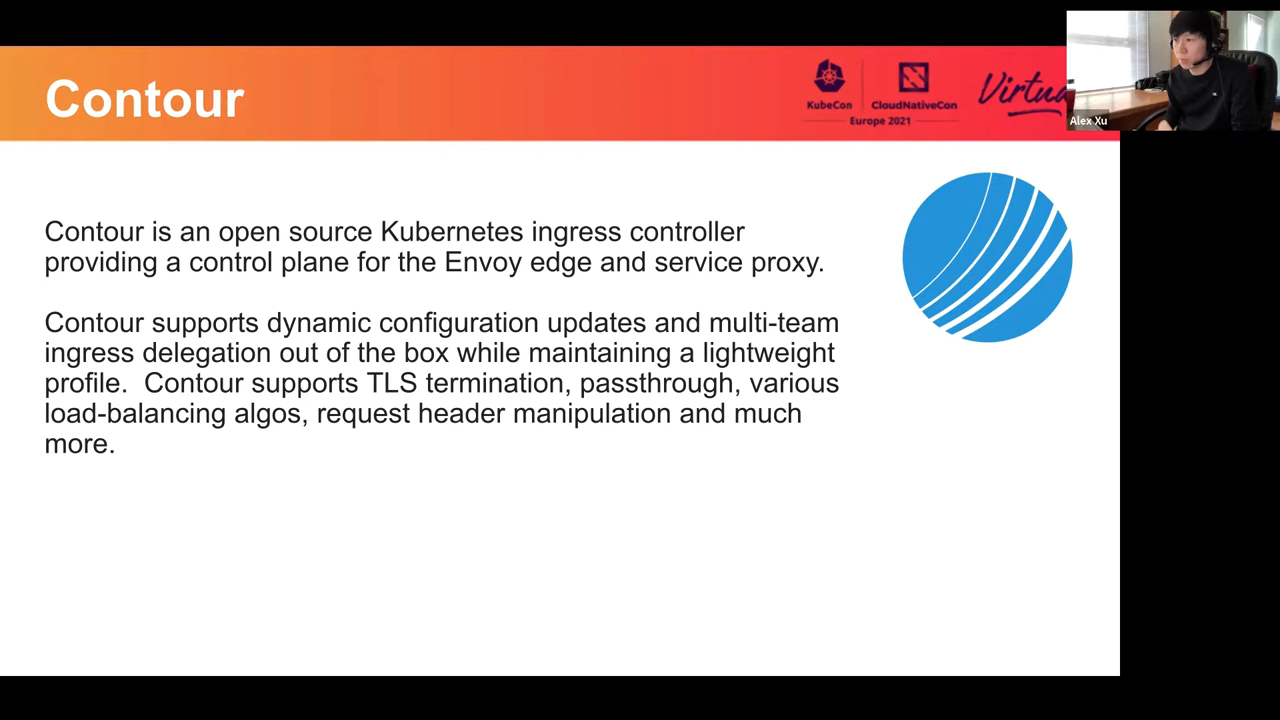 Contour
KubeCon
CloudNativeCon
Europe 2021
Alex Xu
Contour is an open source Kubernetes ingress controller
providing a control plane for the Envoy edge and service proxy.
Contour supports dynamic configuration updates and multi-team
ingress delegation out of the box while maintaining a lightweight
profile.  Contour supports TLS termination, passthrough, various
load-balancing algos, request header manipulation and much
more.